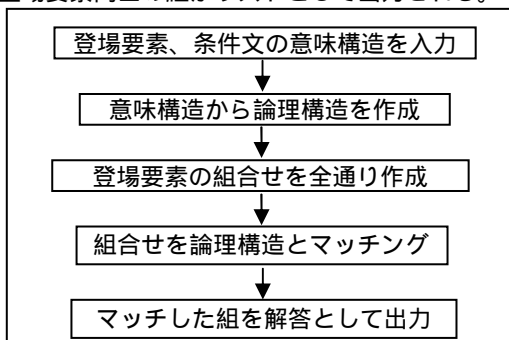 登場要素、条件文の意味構造を入力
意味構造から論理構造を作成
登場要素の組合せを全通り作成
組合せを論理構造とマッチング
マッチした組を解答として出力